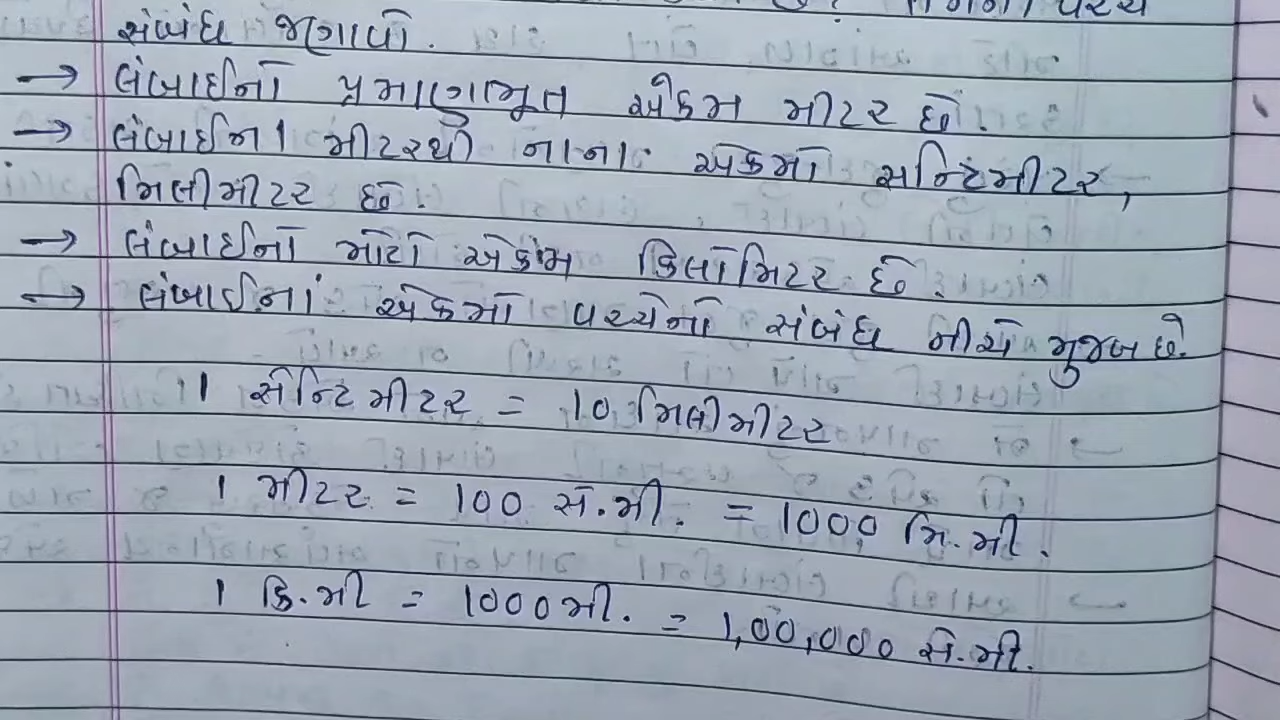 સંબંધ જણાવો.
→ લંબાઈનો પ્રમાણભૂત એકમ મીટર છે.
→ લંબાઈના મીટરથી નાના એકમો સેન્ટિમીટર,
મિલીમીટર છે.
→ લંબાઈનો મોટો એકમ કિલોમિટર છે.
→ લંબાઈનાં એકમો વચ્ચેનો સંબંધ નીચે મુજબ છે.
1 સેન્ટિમીટર = 10 મિલીમીટર
1 મીટર = 100 સે.મી. = 1000 મિ.મી.
1 કિ.મી = 1000મી. = 1,00,000 સે.મી.